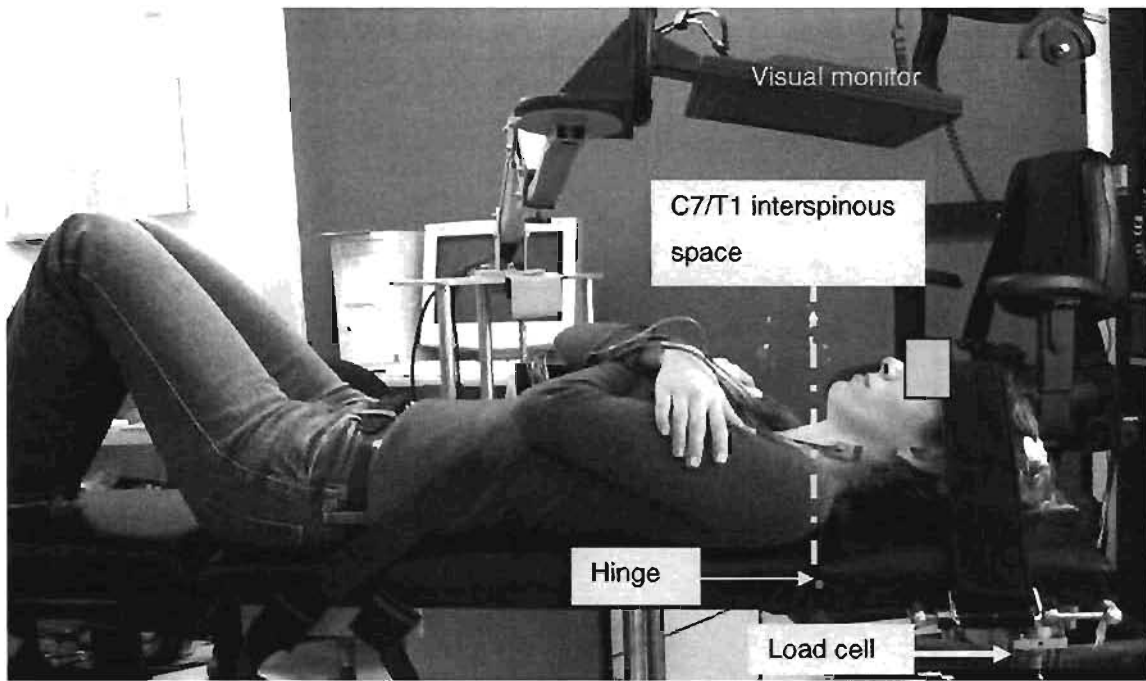 Visual monitor
C7/T1 interspinous
space
Hinge
Load cell